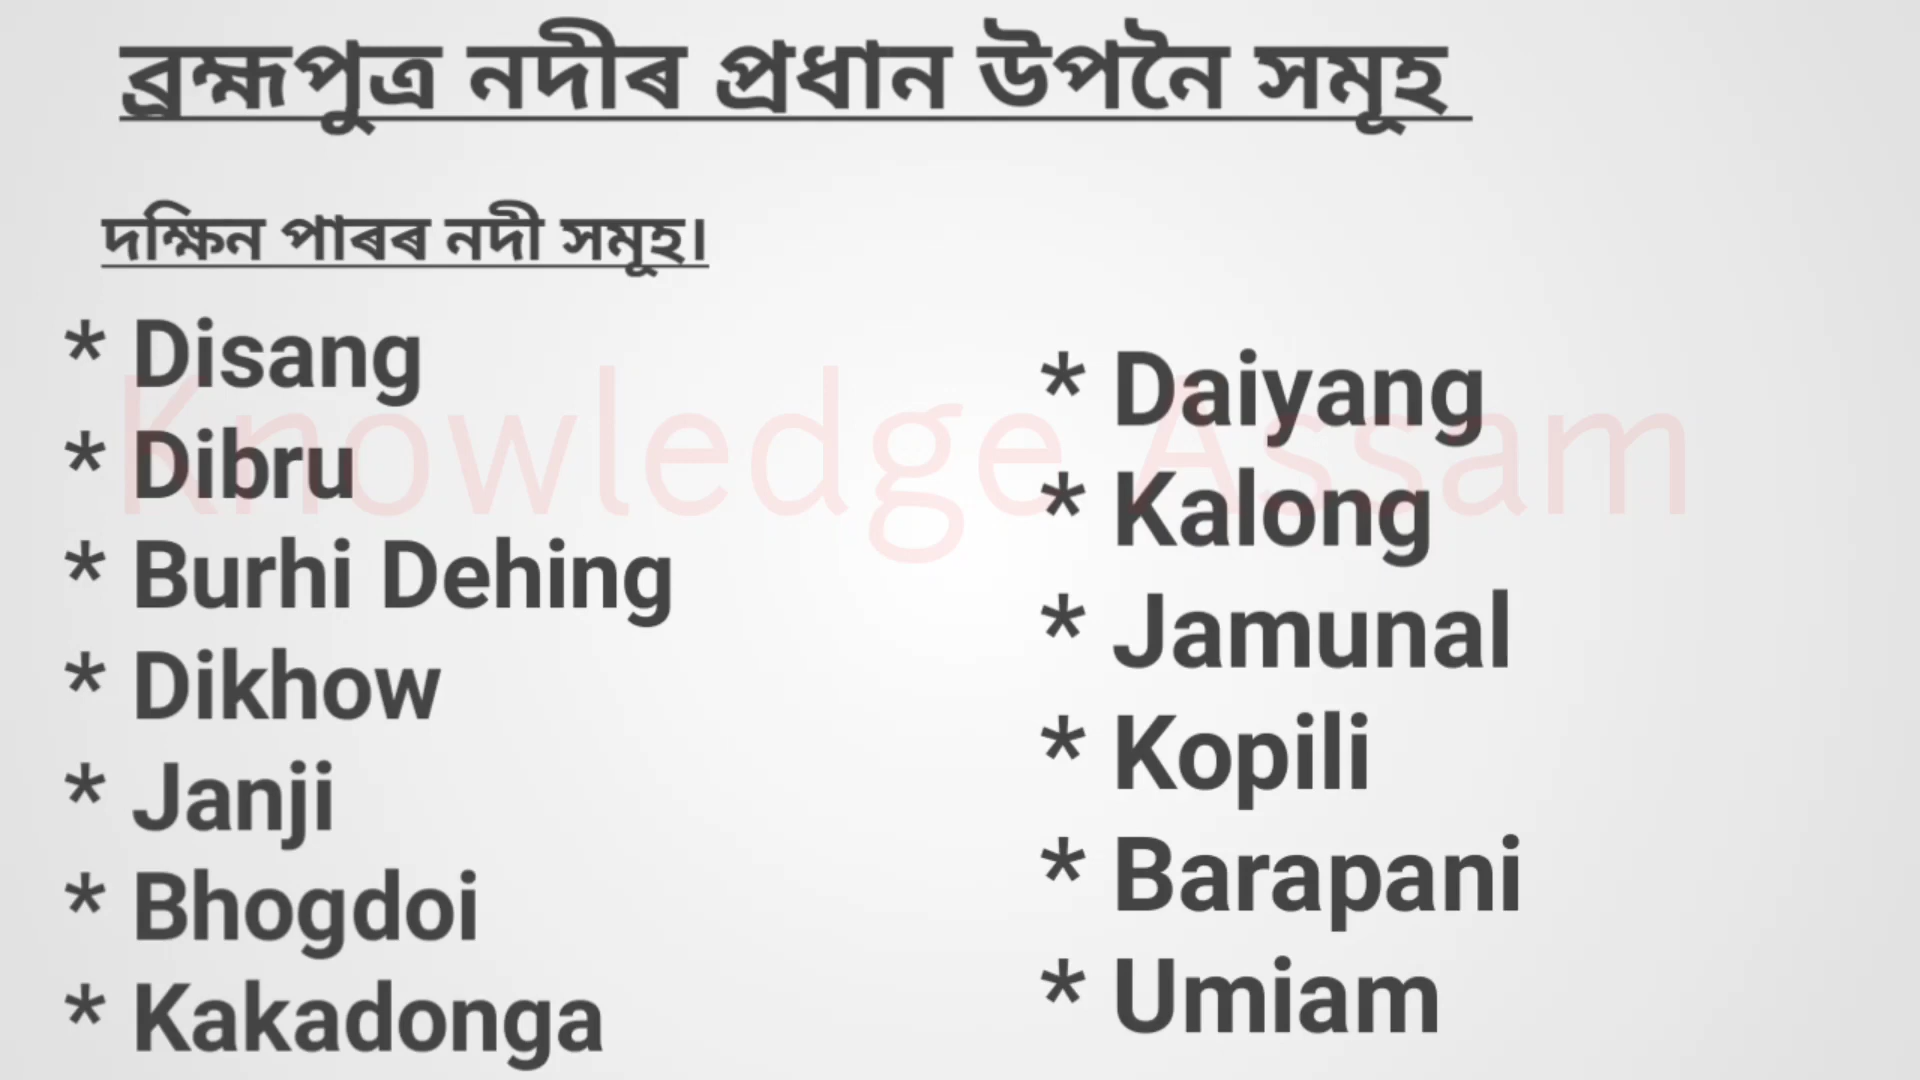 ব্ৰহ্মপুত্ৰ নদীৰ প্ৰধান উপনৈ সমূহ
দক্ষিন পাৰৰ নদী সমূহ।
* Disang
* Dibru
* Burhi Dehing
* Dikhow
* Janji
* Bhogdoi
* Kakadonga
* Daiyang
* Kalong
* Jamunal
* Kopili
* Barapani
* Umiam
Knowledge Assam